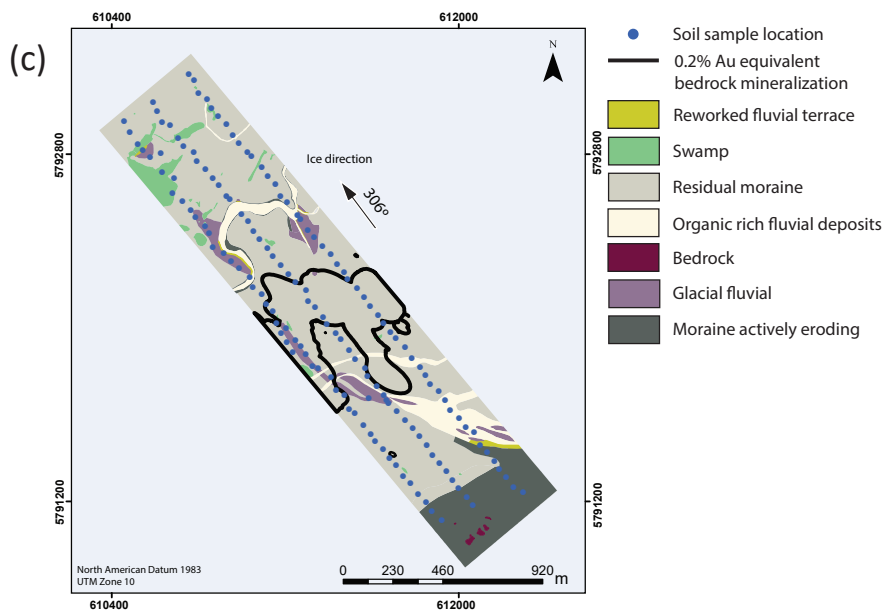 (c)
610400
612000
5792800
5792800
5791200
5791200
N
Ice direction
306º
North American Datum 1983
UTM Zone 10
0 230 460 920 m
610400
612000
Soil sample location
0.2% Au equivalent
bedrock mineralization
Reworked fluvial terrace
Swamp
Residual moraine
Organic rich fluvial deposits
Bedrock
Glacial fluvial
Moraine actively eroding